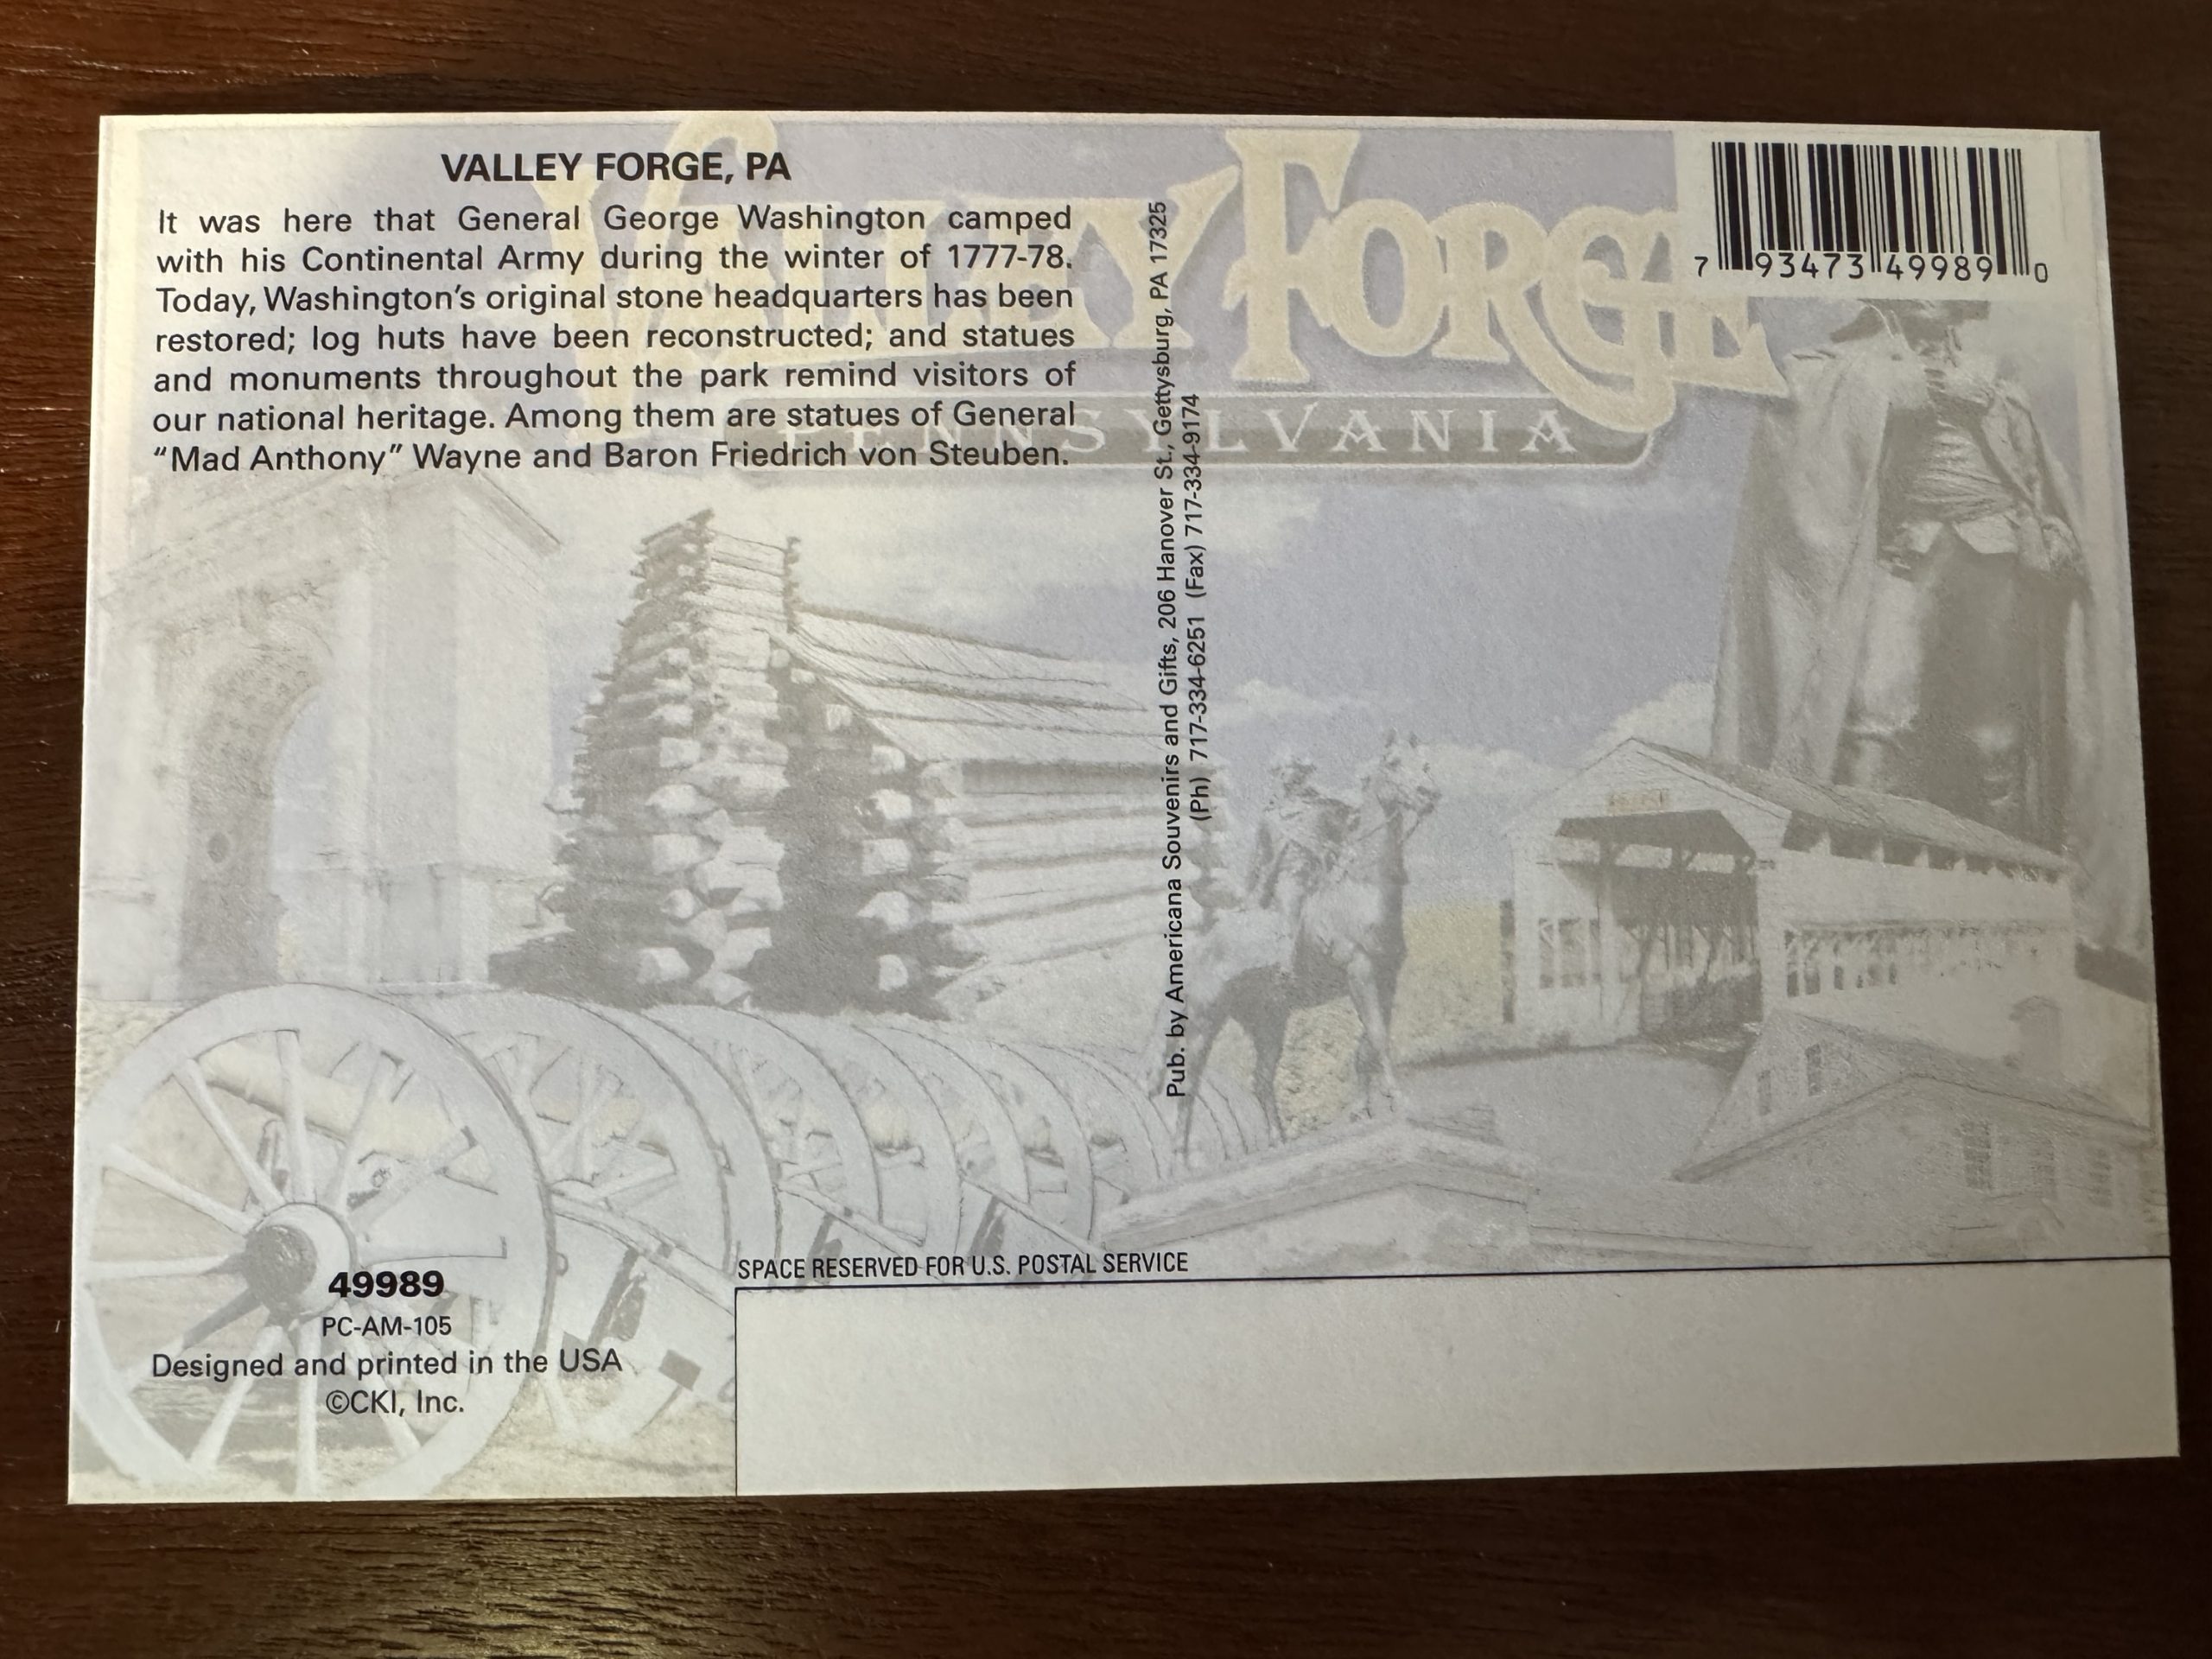 VALLEY FORGE, PA
It was here that General George Washington camped
with his Continental Army during the winter of 1777-78.
Today, Washington's original stone headquarters has been
restored; log huts have been reconstructed; and statues
and monuments throughout the park remind visitors of
our national heritage. Among them are statues of General
“Mad Anthony” Wayne and Baron Friedrich von Steuben.
VALLEY FORGE
PENNSYLVANIA
7 93473 49989 0
Pub. by Americana Souvenirs and Gifts, 206 Hanover St., Gettysburg, PA 17325
(Ph) 717-334-6251 (Fax) 717-334-9174
SPACE RESERVED FOR U.S. POSTAL SERVICE
49989
PC-AM-105
Designed and printed in the USA
©CKI, Inc.